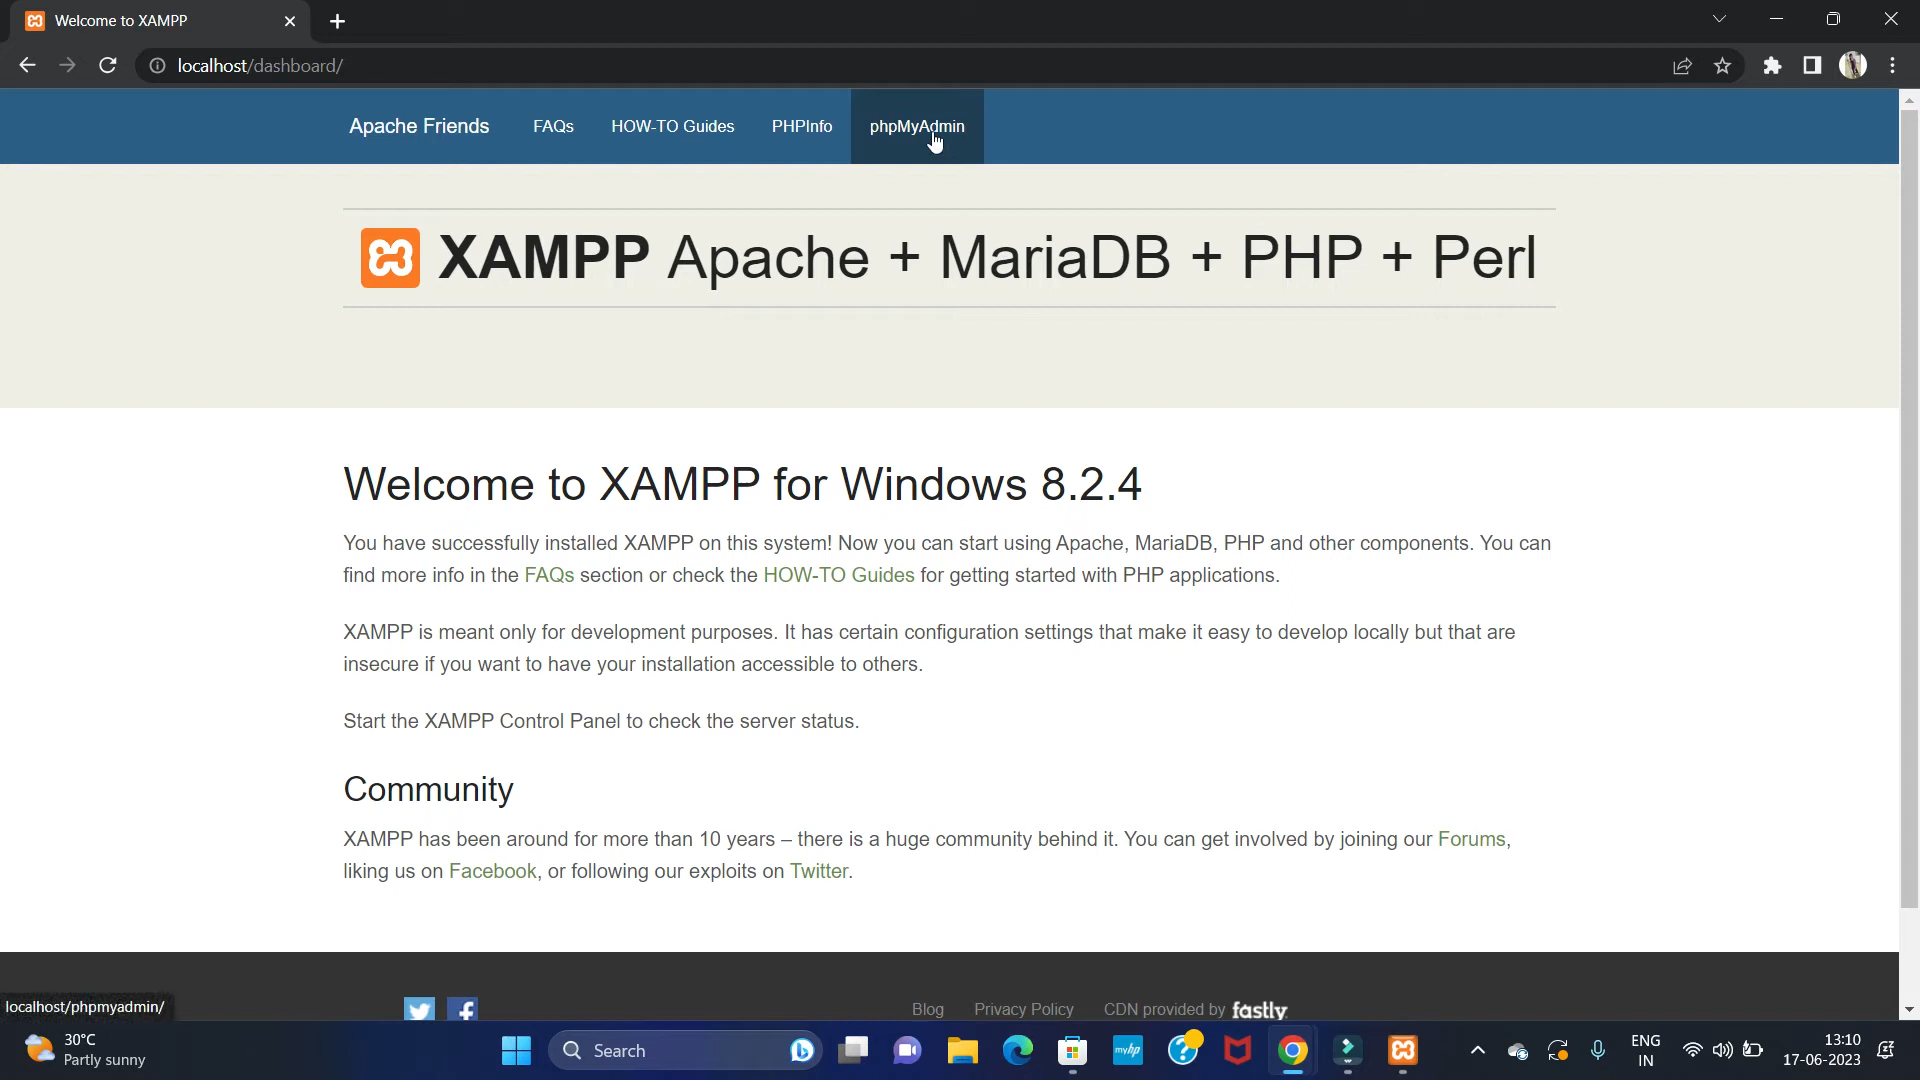 Welcome to XAMPP
localhost/dashboard/
Apache Friends FAQs HOW-TO Guides PHPInfo phpMyAdmin
XAMPP Apache + MariaDB + PHP + Perl
Welcome to XAMPP for Windows 8.2.4
You have successfully installed XAMPP on this system! Now you can start using Apache, MariaDB, PHP and other components. You can
find more info in the FAQs section or check the HOW-TO Guides for getting started with PHP applications.
XAMPP is meant only for development purposes. It has certain configuration settings that make it easy to develop locally but that are
insecure if you want to have your installation accessible to others.
Start the XAMPP Control Panel to check the server status.
Community
XAMPP has been around for more than 10 years – there is a huge community behind it. You can get involved by joining our Forums,
liking us on Facebook, or following our exploits on Twitter.
Blog Privacy Policy CDN provided by fastly
localhost/phpmyadmin/
30°C
Partly sunny
Search
myhp
ENG
IN
13:10
17-06-2023